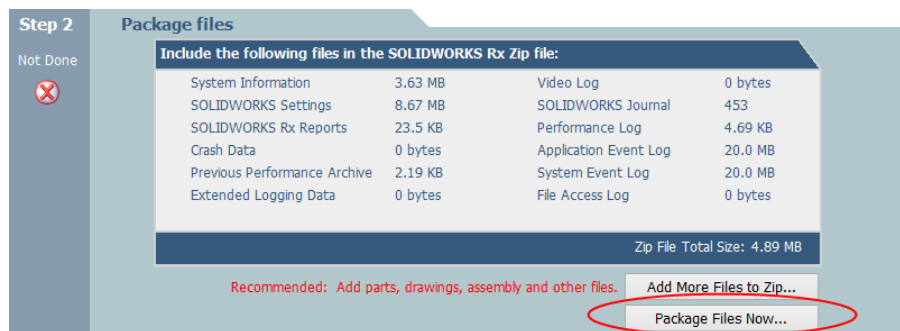 Step 2
Package files
Not Done
Include the following files in the SOLIDWORKS Rx Zip file:
System Information 3.63 MB Video Log 0 bytes
SOLIDWORKS Settings 8.67 MB SOLIDWORKS Journal 453
SOLIDWORKS Rx Reports 23.5 KB Performance Log 4.69 KB
Crash Data 0 bytes Application Event Log 20.0 MB
Previous Performance Archive 2.19 KB System Event Log 20.0 MB
Extended Logging Data 0 bytes File Access Log 0 bytes
Zip File Total Size: 4.89 MB
Recommended: Add parts, drawings, assembly and other files. Add More Files to Zip...
Package Files Now...